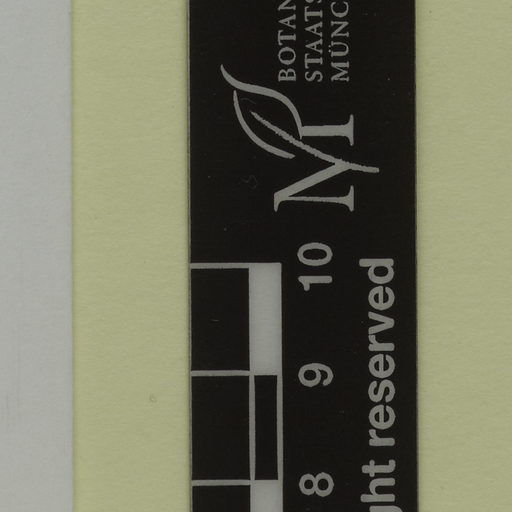 BOTAN
STAATS
MÜNC
M
10
9
8
ght reserved